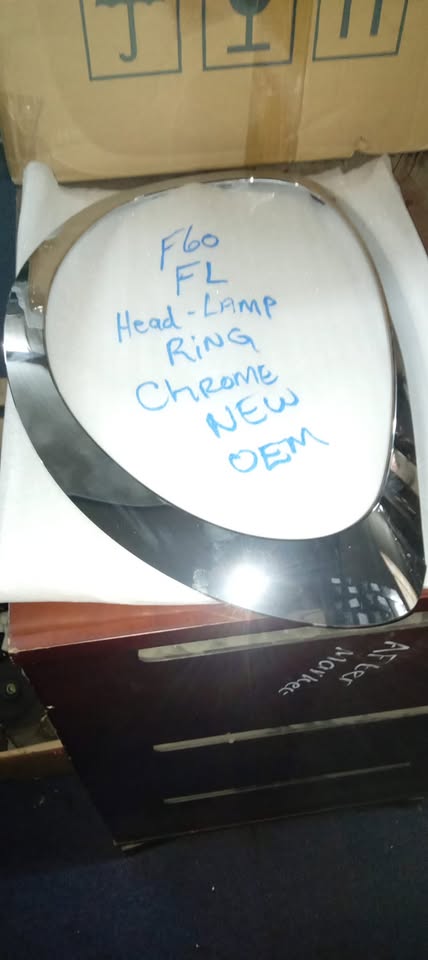 F60
FL
Head-LAMP
RiNG
CHROME
NEW
OEM
AFter
Market